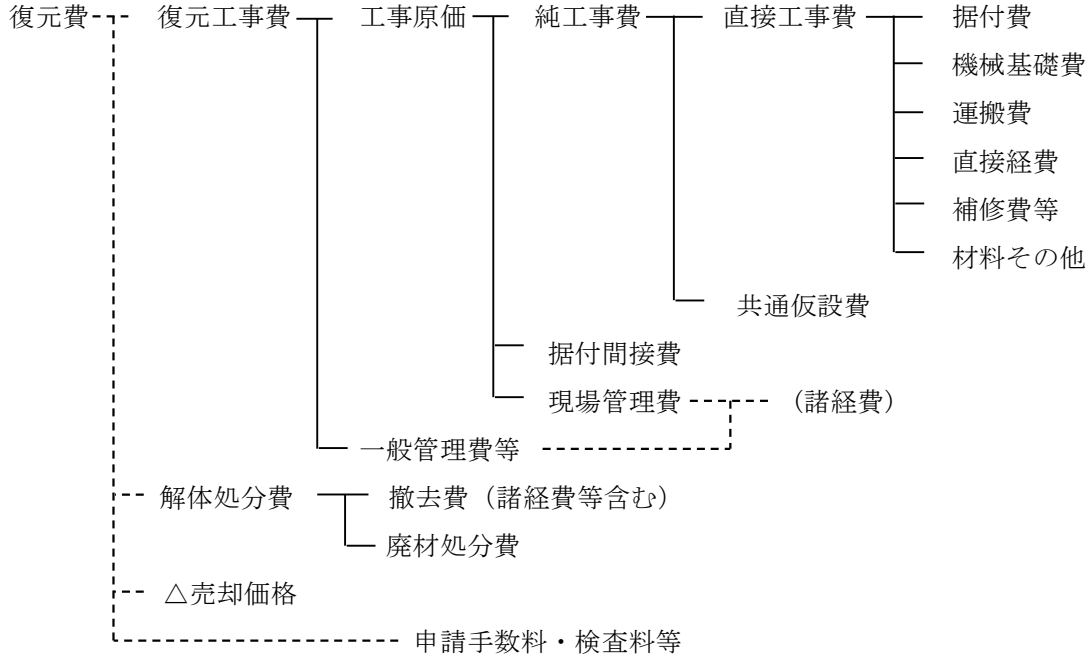 復元費 復元工事費 工事原価 純工事費 直接工事費 据付費
機械基礎費
運搬費
直接経費
補修費等
材料その他
共通仮設費
据付間接費
現場管理費 (諸経費)
一般管理費等
解体処分費 撤去費(諸経費等含む)
廃材処分費
△売却価格
申請手数料・検査料等